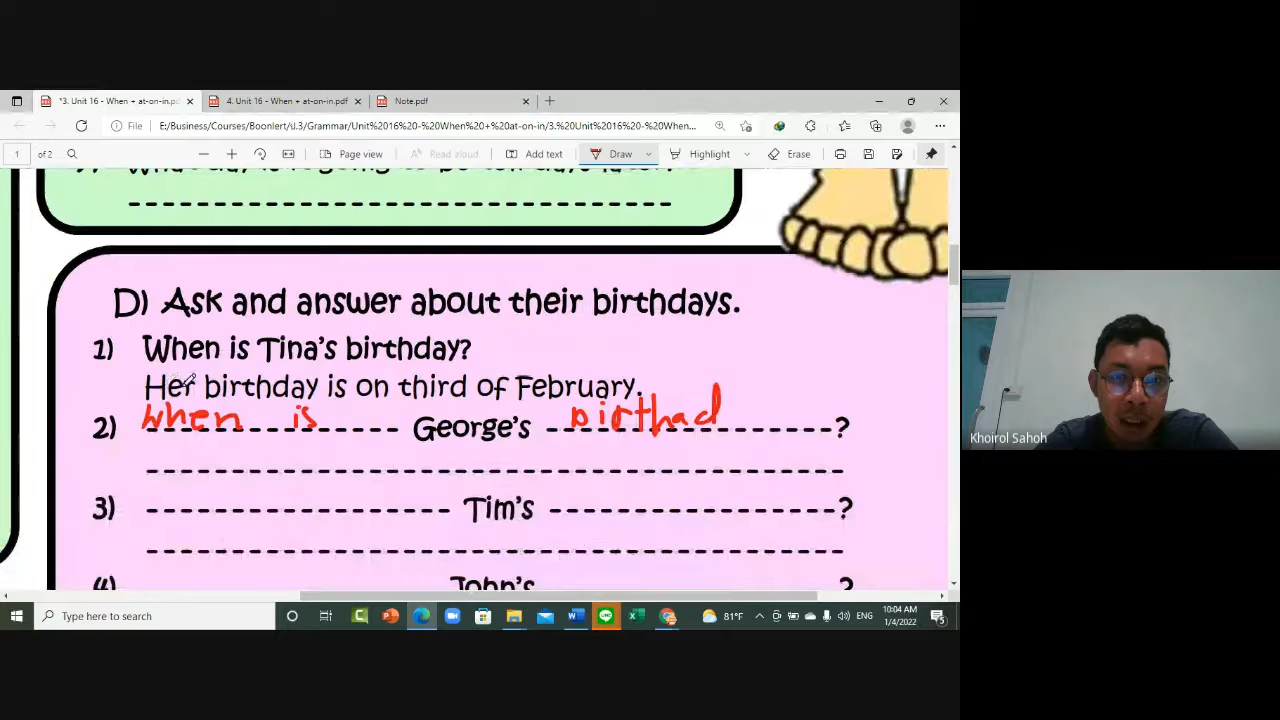 *3. Unit 16 - When + at-on-in.pd
4. Unit 16 - When + at-on-in.pdf
Note.pdf
File
E:/Business/Courses/Boonlert/ป.3/Grammar/Unit%2016%20-%20When%20+%20at-on-in/3.%20Unit%2016%20-%20When...
1 of 2
Page view
Read aloud
Add text
Draw
Highlight
Erase
D) Ask and answer about their birthdays.
1) When is Tina's birthday?
Her birthday is on third of February.
2) When is George's birthad ?
3) Tim's ?
4) John's ?
Khoirol Sahoh
Type here to search
81°F
ENG
10:04 AM
1/4/2022
5